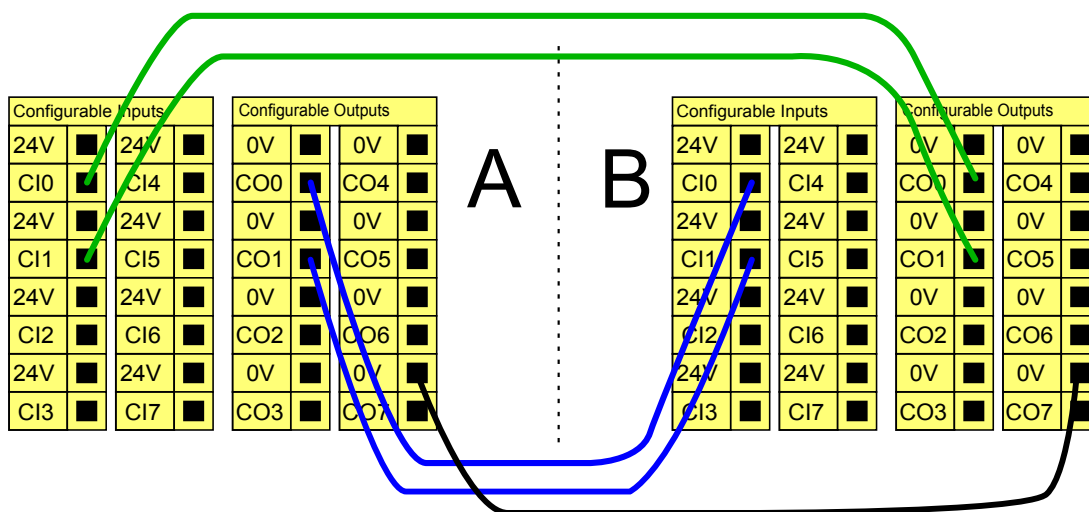 Configurable Inputs
24V 24V
CI0 CI4
24V 24V
CI1 CI5
24V 24V
CI2 CI6
24V 24V
CI3 CI7
Configurable Outputs
0V 0V
CO0 CO4
0V 0V
CO1 CO5
0V 0V
CO2 CO6
0V 0V
CO3 CO7
A
B
Configurable Inputs
24V 24V
CI0 CI4
24V 24V
CI1 CI5
24V 24V
CI2 CI6
24V 24V
CI3 CI7
Configurable Outputs
0V 0V
CO0 CO4
0V 0V
CO1 CO5
0V 0V
CO2 CO6
0V 0V
CO3 CO7